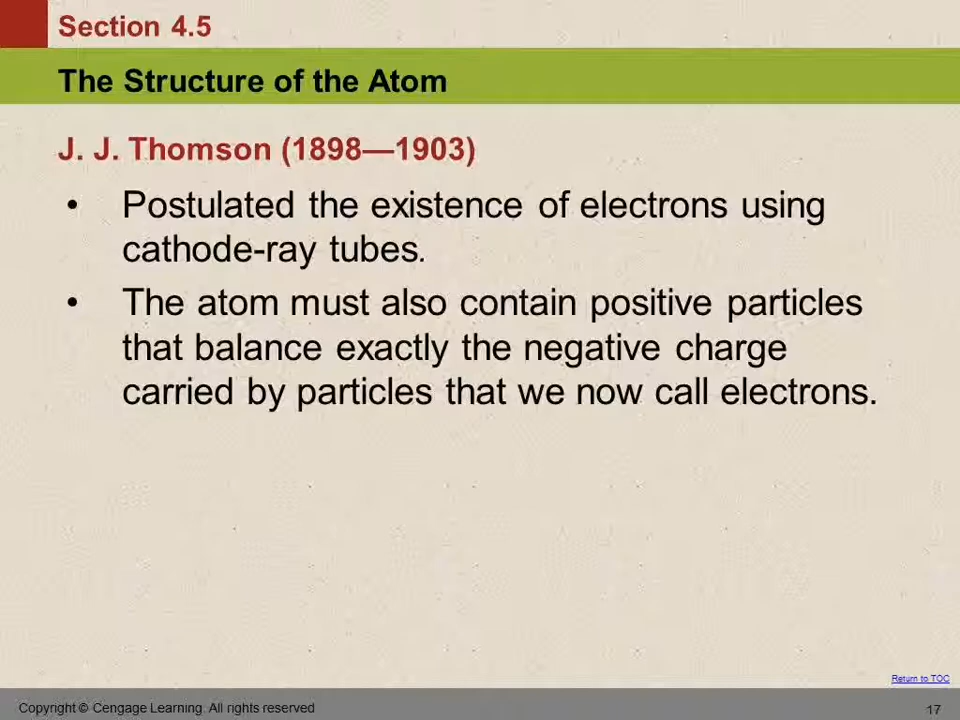 Section 4.5
The Structure of the Atom
J. J. Thomson (1898—1903)
• Postulated the existence of electrons using
cathode-ray tubes.
• The atom must also contain positive particles
that balance exactly the negative charge
carried by particles that we now call electrons.
Return to TOC
Copyright © Cengage Learning. All rights reserved
17